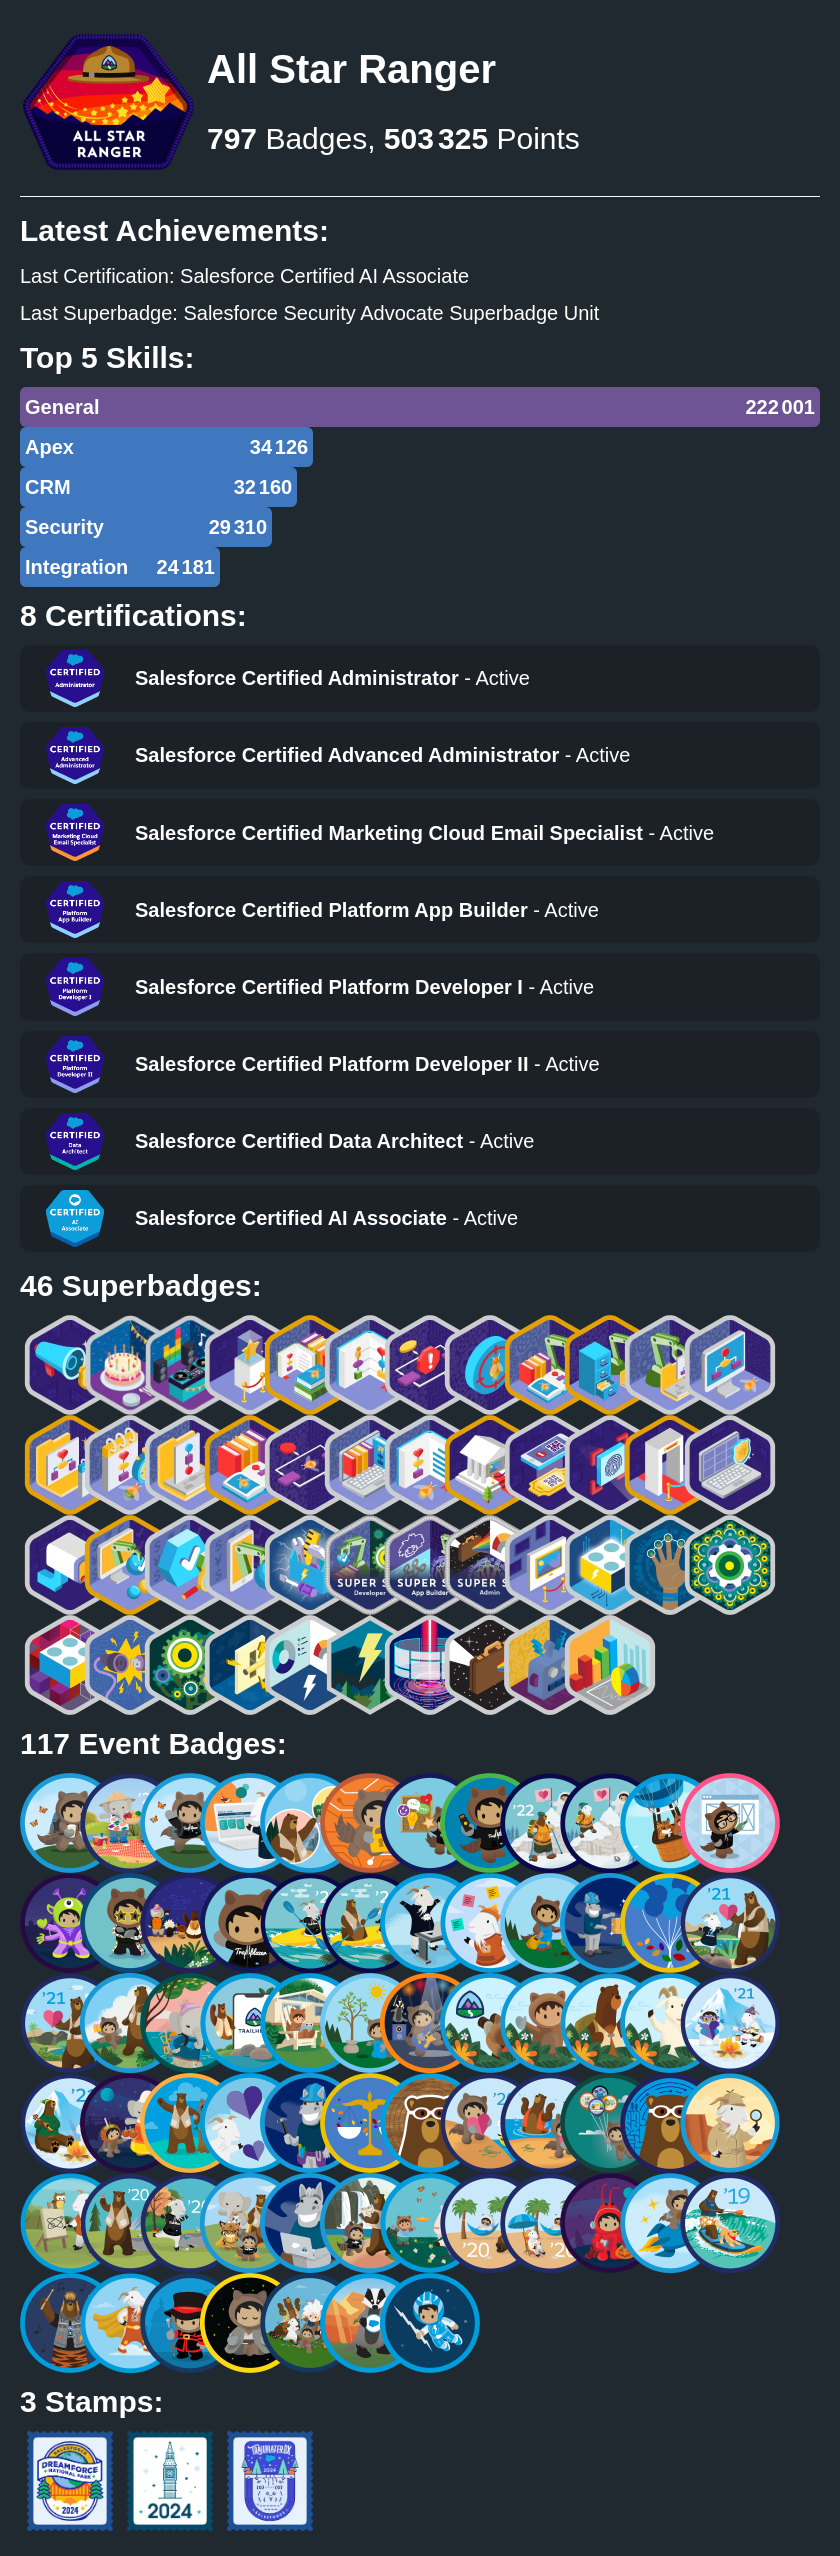 ALL STAR
RANGER
All Star Ranger
797 Badges, 503 325 Points
Latest Achievements:
Last Certification: Salesforce Certified AI Associate
Last Superbadge: Salesforce Security Advocate Superbadge Unit
Top 5 Skills:
General 222 001
Apex 34 126
CRM 32 160
Security 29 310
Integration 24 181
8 Certifications:
CERTIFIED
Administrator
Salesforce Certified Administrator - Active
CERTIFIED
Advanced
Administrator
Salesforce Certified Advanced Administrator - Active
CERTIFIED
Marketing Cloud
Email Specialist
Salesforce Certified Marketing Cloud Email Specialist - Active
CERTIFIED
Platform
App Builder
Salesforce Certified Platform App Builder - Active
CERTIFIED
Platform
Developer I
Salesforce Certified Platform Developer I - Active
CERTIFIED
Platform
Developer II
Salesforce Certified Platform Developer II - Active
CERTIFIED
Data
Architect
Salesforce Certified Data Architect - Active
CERTIFIED
AI
Associate
Salesforce Certified AI Associate - Active
46 Superbadges:
SUPER S
Developer
SUPER S
App Builder
SUPER S
Admin
117 Event Badges:
'22
'21
'21
TRAILHE
'21
'20
'20
'20
'19
3 Stamps:
SALESFORCE
DREAMFORCE
NATIONAL PARK
2024
2024
TRAILBLAZER DX
2024
SALESFORCE